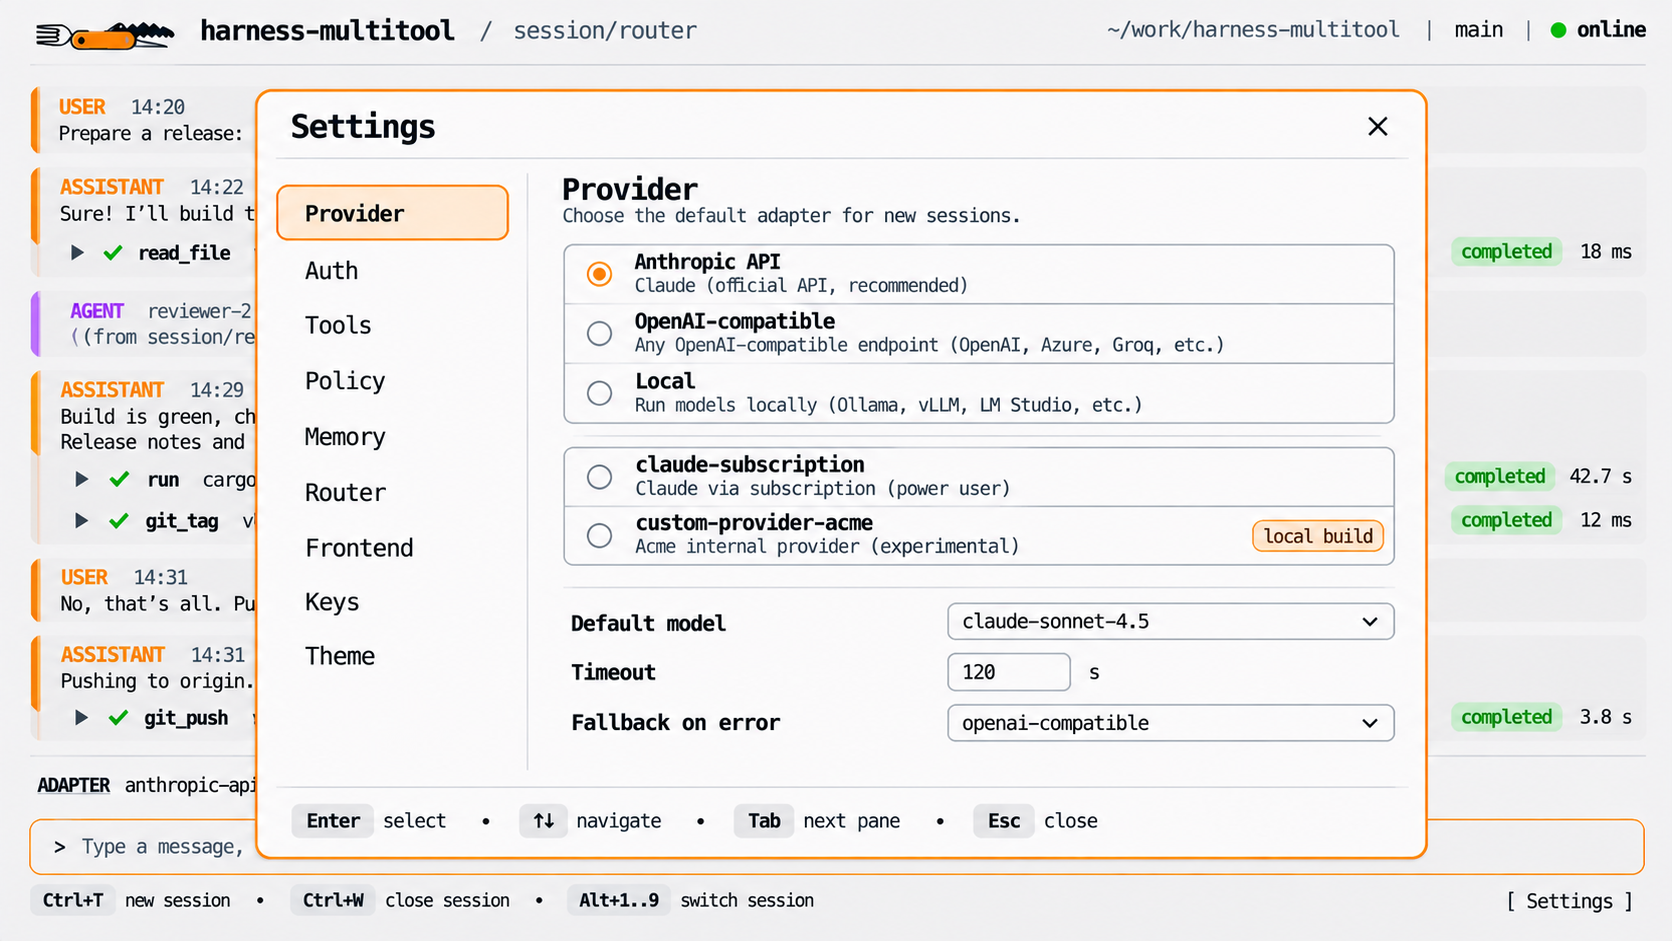 harness-multitool / session/router
~/work/harness-multitool | main | online
USER 14:20
Prepare a release:
ASSISTANT 14:22
Sure! I'll build t
read_file
completed 18 ms
AGENT reviewer-2
((from session/re
ASSISTANT 14:29
Build is green, ch
Release notes and
run cargo
completed 42.7 s
git_tag
completed 12 ms
USER 14:31
No, that's all. Pu
ASSISTANT 14:31
Pushing to origin.
git_push
completed 3.8 s
ADAPTER anthropic-api
> Type a message,
Settings
Provider
Auth
Tools
Policy
Memory
Router
Frontend
Keys
Theme
Provider
Choose the default adapter for new sessions.
Anthropic API
Claude (official API, recommended)
OpenAI-compatible
Any OpenAI-compatible endpoint (OpenAI, Azure, Groq, etc.)
Local
Run models locally (Ollama, vLLM, LM Studio, etc.)
claude-subscription
Claude via subscription (power user)
custom-provider-acme
Acme internal provider (experimental)
local build
Default model claude-sonnet-4.5
Timeout 120 s
Fallback on error openai-compatible
Enter select • ↑↓ navigate • Tab next pane • Esc close
Ctrl+T new session • Ctrl+W close session • Alt+1..9 switch session
[ Settings ]